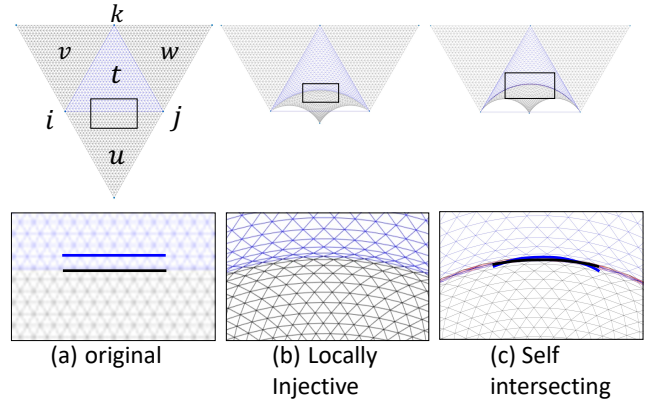 k
v w
t
i j
u
(a) original (b) Locally Injective (c) Self intersecting